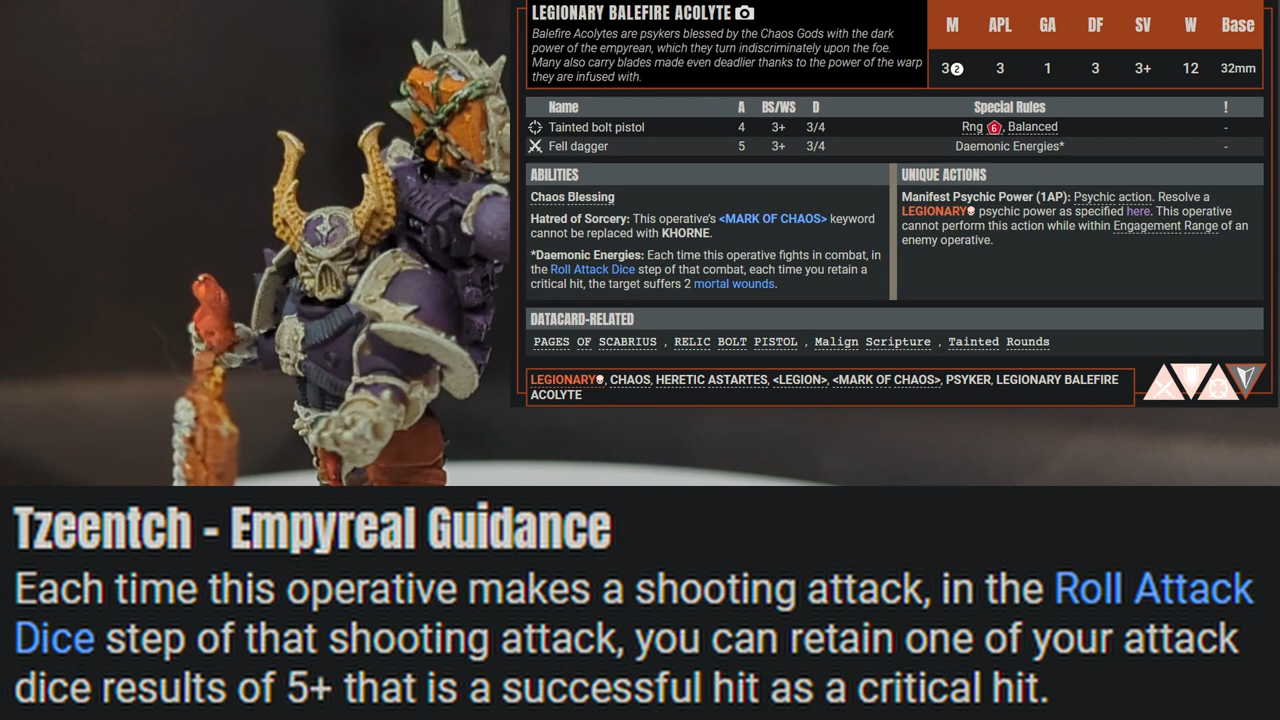 LEGIONARY BALEFIRE ACOLYTE
Balefire Acolytes are psykers blessed by the Chaos Gods with the dark
power of the empyrean, which they turn indiscriminately upon the foe.
Many also carry blades made even deadlier thanks to the power of the warp
they are infused with.
M APL GA DF SV W Base
3② 3 1 3 3+ 12 32mm
Name A BS/WS D Special Rules !
Tainted bolt pistol 4 3+ 3/4 Rng 6, Balanced -
Fell dagger 5 3+ 3/4 Daemonic Energies* -
ABILITIES
Chaos Blessing
Hatred of Sorcery: This operative's <MARK OF CHAOS> keyword
cannot be replaced with KHORNE.
*Daemonic Energies: Each time this operative fights in combat, in
the Roll Attack Dice step of that combat, each time you retain a
critical hit, the target suffers 2 mortal wounds.
UNIQUE ACTIONS
Manifest Psychic Power (1AP): Psychic action. Resolve a
LEGIONARY psychic power as specified here. This operative
cannot perform this action while within Engagement Range of an
enemy operative.
DATACARD-RELATED
PAGES OF SCABRIUS , RELIC BOLT PISTOL , Malign Scripture , Tainted Rounds
LEGIONARY, CHAOS, HERETIC ASTARTES, <LEGION>, <MARK OF CHAOS>, PSYKER, LEGIONARY BALEFIRE
ACOLYTE
Tzeentch - Empyreal Guidance
Each time this operative makes a shooting attack, in the Roll Attack
Dice step of that shooting attack, you can retain one of your attack
dice results of 5+ that is a successful hit as a critical hit.